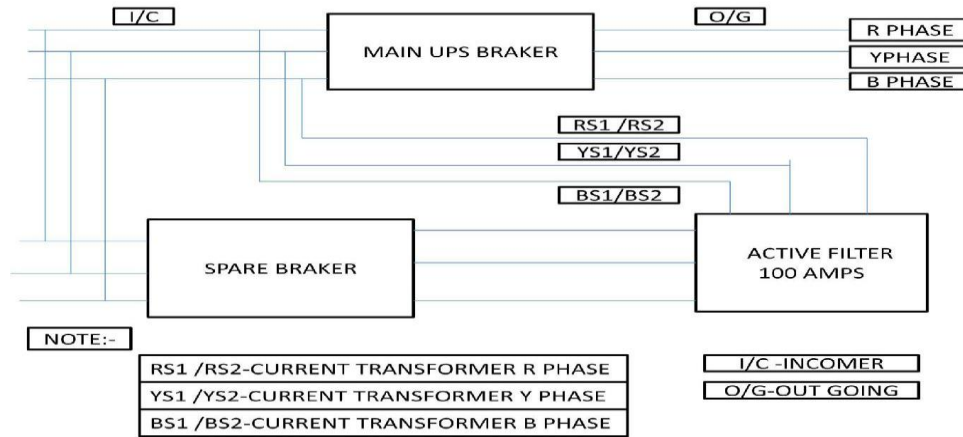 I/C
O/G
MAIN UPS BRAKER
R PHASE
YPHASE
B PHASE
RS1 /RS2
YS1/YS2
BS1/BS2
SPARE BRAKER
ACTIVE FILTER
100 AMPS
NOTE:-
RS1 /RS2-CURRENT TRANSFORMER R PHASE
YS1 /YS2-CURRENT TRANSFORMER Y PHASE
BS1 /BS2-CURRENT TRANSFORMER B PHASE
I/C -INCOMER
O/G-OUT GOING